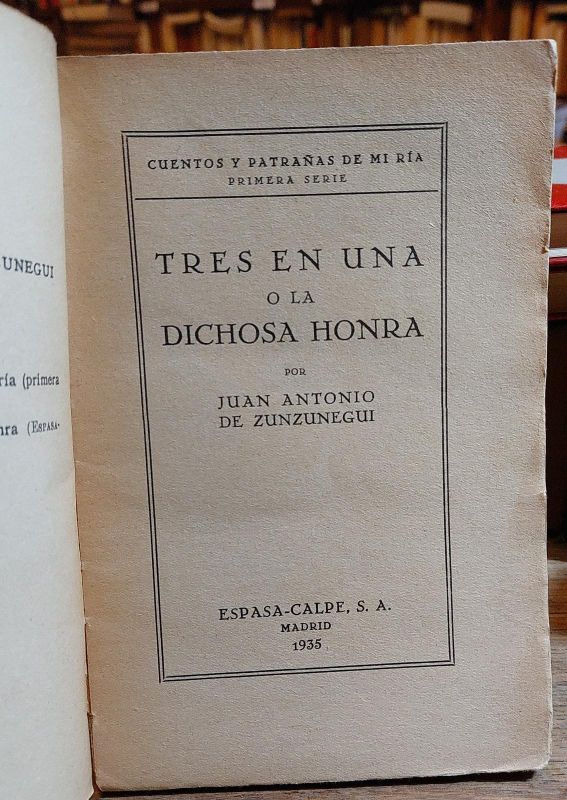 UNEGUI
ría (primera
nra (ESPASA-
CUENTOS Y PATRAÑAS DE MI RÍA
PRIMERA SERIE
TRES EN UNA
O LA
DICHOSA HONRA
POR
JUAN ANTONIO
DE ZUNZUNEGUI
ESPASA-CALPE, S. A.
MADRID
1935